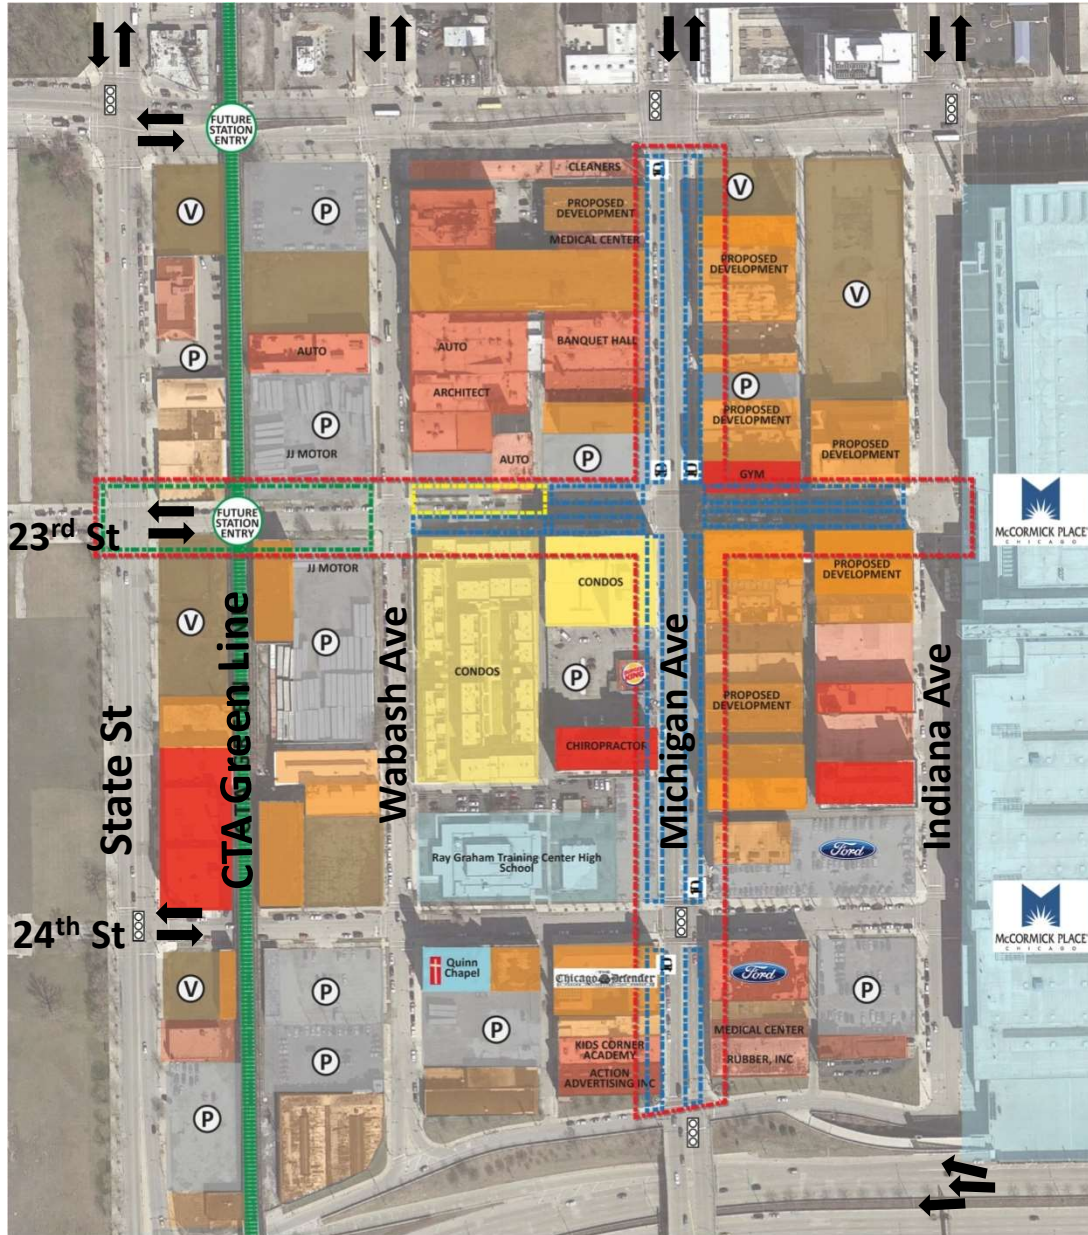 FUTURE
STATION
ENTRY
CLEANERS
V
P
PROPOSED
DEVELOPMENT
MEDICAL CENTER
V
PROPOSED
DEVELOPMENT
V
AUTO
P
AUTO
BANQUET HALL
ARCHITECT
P
PROPOSED
DEVELOPMENT
P
JJ MOTOR
AUTO
P
GYM
PROPOSED
DEVELOPMENT
McCORMICK PLACE
CHICAGO
23rd St
FUTURE
STATION
ENTRY
JJ MOTOR
CONDOS
PROPOSED
DEVELOPMENT
V
P
CONDOS
P
BURGER
KING
PROPOSED
DEVELOPMENT
CHIROPRACTOR
State St
CTA Green Line
Wabash Ave
Michigan Ave
Indiana Ave
Ray Graham Training Center High
School
Ford
McCORMICK PLACE
CHICAGO
24th St
V
P
Quinn
Chapel
Chicago Defender
Ford
P
P
P
KIDS CORNER
ACADEMY
MEDICAL CENTER
RUBBER, INC
ACTION
ADVERTISING INC
P